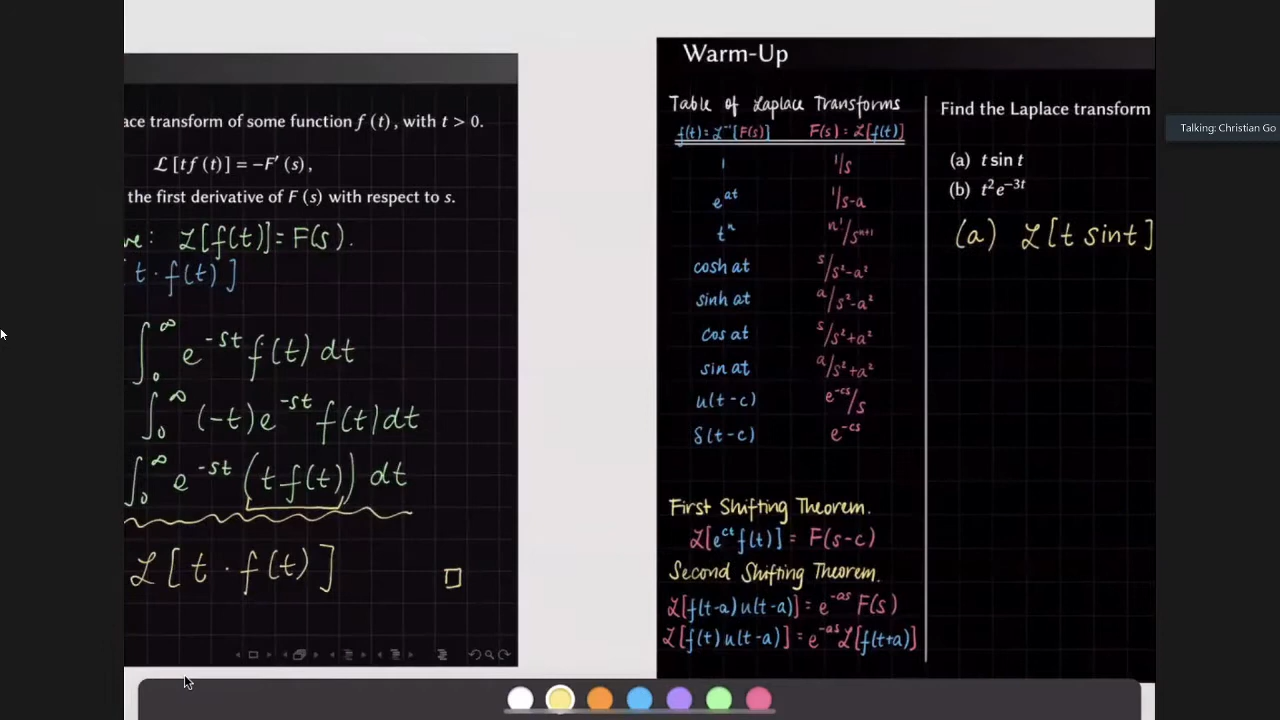 ace transform of some function f (t), with t > 0.
ℒ [tf (t)] = −F′ (s),
the first derivative of F (s) with respect to s.
ve: ℒ[f(t)] = F(s).
[t · f(t)]
∫₀^∞ e^{-st} f(t) dt
∫₀^∞ (-t)e^{-st} f(t) dt
∫₀^∞ e^{-st} (t f(t)) dt
ℒ[t · f(t)] □
Warm-Up
Table of Laplace Transforms
f(t) = ℒ⁻¹[F(s)] F(s) = ℒ[f(t)]
1 1/s
e^{at} 1/s-a
t^n n!/s^{n+1}
cosh at s/s²-a²
sinh at a/s²-a²
cos at s/s²+a²
sin at a/s²+a²
u(t-c) e^{-cs}/s
δ(t-c) e^{-cs}
First Shifting Theorem.
ℒ[e^{ct} f(t)] = F(s-c)
Second Shifting Theorem.
ℒ[f(t-a) u(t-a)] = e^{-as} F(s)
ℒ[f(t) u(t-a)] = e^{-as} ℒ[f(t+a)]
Find the Laplace transform
(a) t sin t
(b) t²e^{−3t}
(a) ℒ[t sin t]
Talking: Christian Go